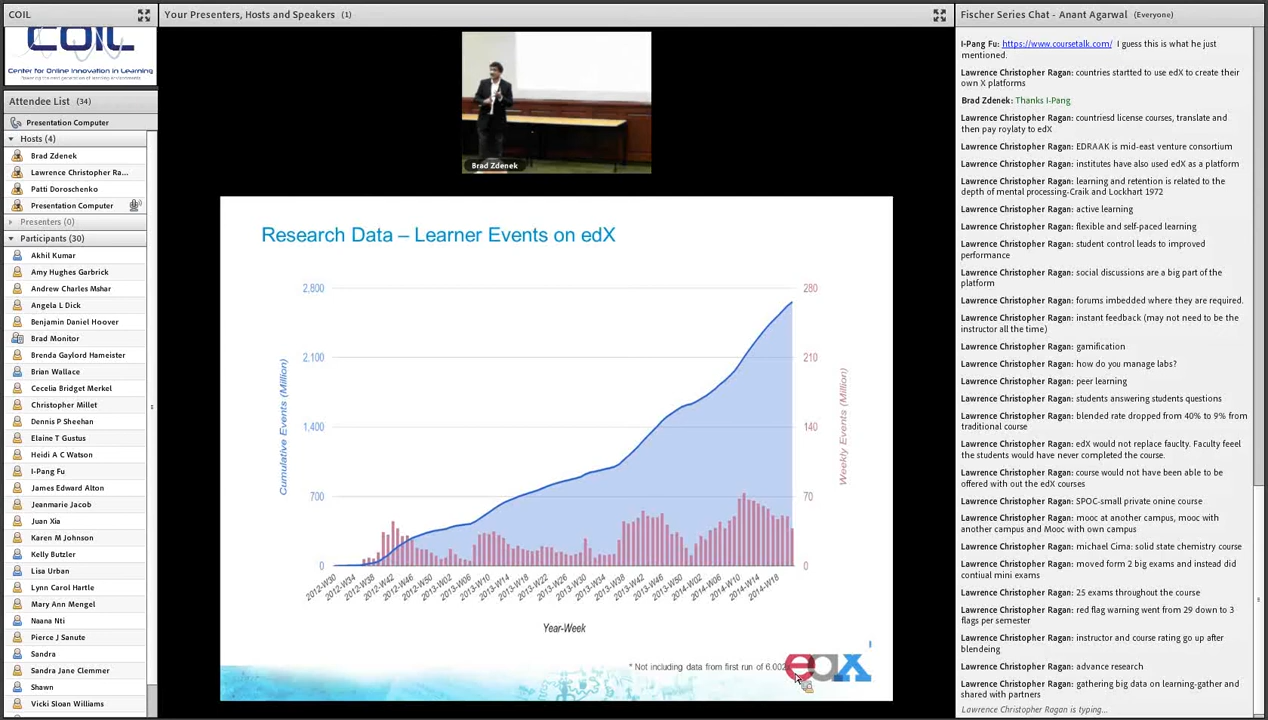 COIL
Your Presenters, Hosts and Speakers (1)
Fischer Series Chat - Anant Agarwal (Everyone)
COIL
Center for Online Innovation in Learning
Attendee List (34)
Presentation Computer
Hosts (4)
Brad Zdenek
Lawrence Christopher Ra...
Patti Doroschenko
Presentation Computer
Presenters (0)
Participants (30)
Akhil Kumar
Amy Hughes Garbrick
Andrew Charles Mshar
Angela L Dick
Benjamin Daniel Hoover
Brad Monitor
Brenda Gaylord Hameister
Brian Wallace
Cecelia Bridget Merkel
Christopher Millet
Dennis P Sheehan
Elaine T Gustus
Heidi A C Watson
I-Pang Fu
James Edward Alton
Jeanmarie Jacob
Juan Xia
Karen M Johnson
Kelly Butzler
Lisa Urban
Lynn Carol Hartle
Mary Ann Mengel
Naana Nti
Pierce J Sanute
Sandra
Sandra Jane Clemmer
Shawn
Vicki Sloan Williams
Brad Zdenek
Research Data – Learner Events on edX
2,800
2,100
1,400
700
0
Cumulative Events (Million)
280
210
140
70
0
Weekly Events (Million)
2012-W30
2012-W34
2012-W38
2012-W42
2012-W46
2012-W50
2013-W02
2013-W06
2013-W10
2013-W14
2013-W18
2013-W22
2013-W26
2013-W30
2013-W34
2013-W38
2013-W42
2013-W46
2013-W50
2014-W02
2014-W06
2014-W10
2014-W14
2014-W18
Year-Week
* Not including data from first run of 6.002x
edX
I-Pang Fu: https://www.coursetalk.com/ I guess this is what he just
mentioned.
Lawrence Christopher Ragan: countries startted to use edX to create their
own X platforms
Brad Zdenek: Thanks I-Pang
Lawrence Christopher Ragan: countriesd license courses, translate and
then pay roylaty to edX
Lawrence Christopher Ragan: EDRAAK is mid-east venture consortium
Lawrence Christopher Ragan: institutes have also used edX as a platform
Lawrence Christopher Ragan: learning and retention is related to the
depth of mental processing-Craik and Lockhart 1972
Lawrence Christopher Ragan: active learning
Lawrence Christopher Ragan: flexible and self-paced learning
Lawrence Christopher Ragan: student control leads to improved
performance
Lawrence Christopher Ragan: social discussions are a big part of the
platform
Lawrence Christopher Ragan: forums imbedded where they are required.
Lawrence Christopher Ragan: instant feedback (may not need to be the
instructor all the time)
Lawrence Christopher Ragan: gamification
Lawrence Christopher Ragan: how do you manage labs?
Lawrence Christopher Ragan: peer learning
Lawrence Christopher Ragan: students answering students questions
Lawrence Christopher Ragan: blended rate dropped from 40% to 9% from
traditional course
Lawrence Christopher Ragan: edX would not replace fauclty. Faculty feeel
the students would have never completed the course.
Lawrence Christopher Ragan: course would not have been able to be
offered with out the edX courses
Lawrence Christopher Ragan: SPOC-small private onine course
Lawrence Christopher Ragan: mooc at another campus, mooc with
another campus and Mooc with own campus
Lawrence Christopher Ragan: michael Cima: solid state chemistry course
Lawrence Christopher Ragan: moved form 2 big exams and instead did
contiual mini exams
Lawrence Christopher Ragan: 25 exams throughout the course
Lawrence Christopher Ragan: red flag warning went from 29 down to 3
flags per semester
Lawrence Christopher Ragan: instructor and course rating go up after
blendeing
Lawrence Christopher Ragan: advance research
Lawrence Christopher Ragan: gathering big data on learning-gather and
shared with partners
Lawrence Christopher Ragan is typing...